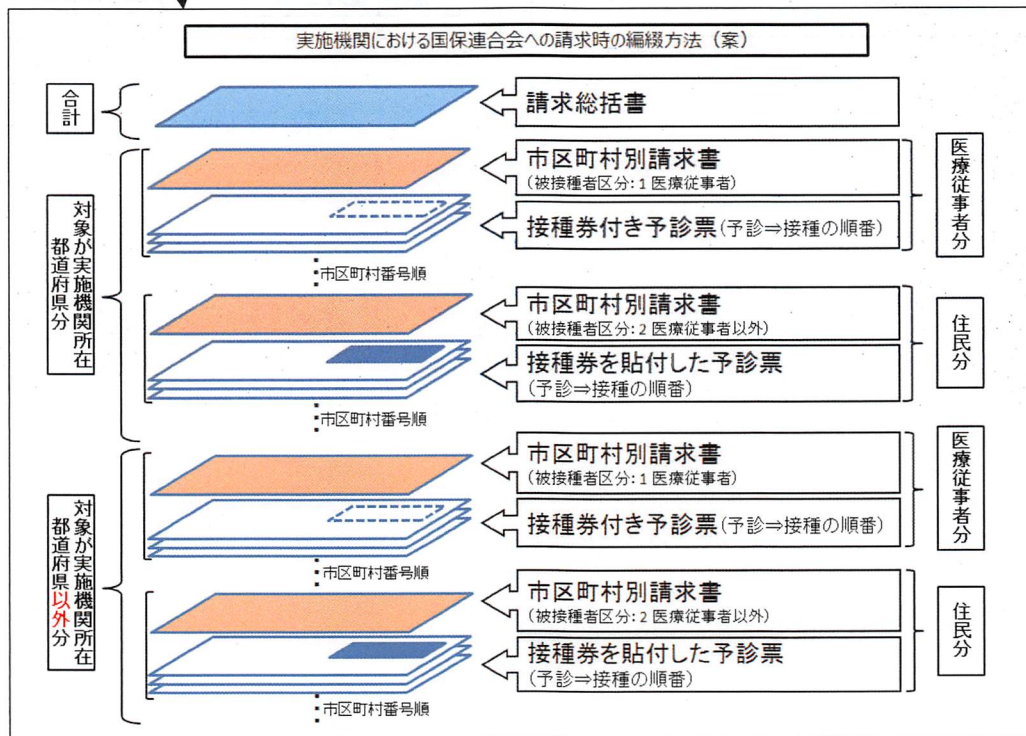 実施機関における国保連合会への請求時の編綴方法（案）
合計
請求総括書
対象が実施機関所在
都道府県分
市区町村別請求書
(被接種者区分：1 医療従事者)
接種券付き予診票(予診⇒接種の順番)
医療従事者分
市区町村番号順
市区町村別請求書
(被接種者区分：2 医療従事者以外)
接種券を貼付した予診票
(予診⇒接種の順番)
住民分
市区町村番号順
対象が実施機関所在
都道府県以外分
市区町村別請求書
(被接種者区分：1 医療従事者)
接種券付き予診票(予診⇒接種の順番)
医療従事者分
市区町村番号順
市区町村別請求書
(被接種者区分：2 医療従事者以外)
接種券を貼付した予診票
(予診⇒接種の順番)
住民分
市区町村番号順